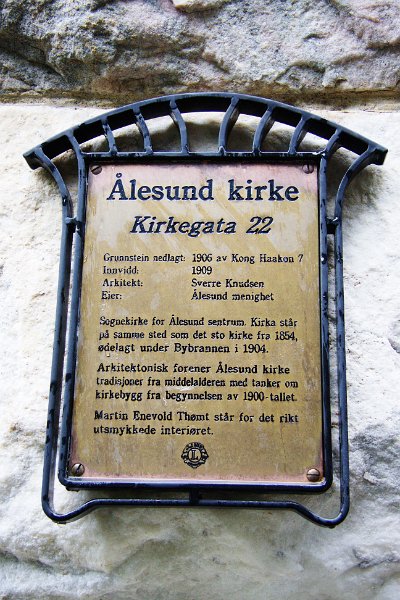 Ålesund kirke
Kirkegata 22
Grunnstein nedlagt: 1906 av Kong Haakon 7
Innvidd: 1909
Arkitekt: Sverre Knudsen
Eier: Ålesund menighet
Sognekirke for Ålesund sentrum. Kirka står
på samme sted som det sto kirke fra 1854,
ødelagt under Bybrannen i 1904.
Arkitektonisk forener Ålesund kirke
tradisjoner fra middelalderen med tanker om
kirkebygg fra begynnelsen av 1900-tallet.
Martin Enevold Thømt står for det rikt
utsmykkede interiøret.
L